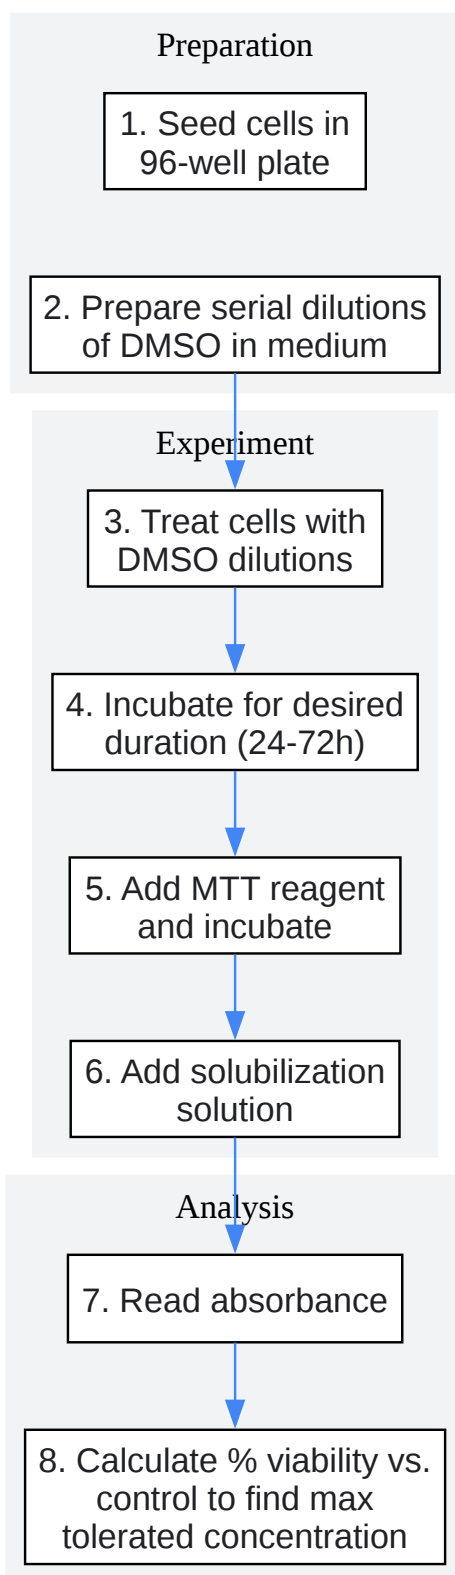 Preparation
1. Seed cells in
96-well plate
2. Prepare serial dilutions
of DMSO in medium
Experiment
3. Treat cells with
DMSO dilutions
4. Incubate for desired
duration (24-72h)
5. Add MTT reagent
and incubate
6. Add solubilization
solution
Analysis
7. Read absorbance
8. Calculate % viability vs.
control to find max
tolerated concentration